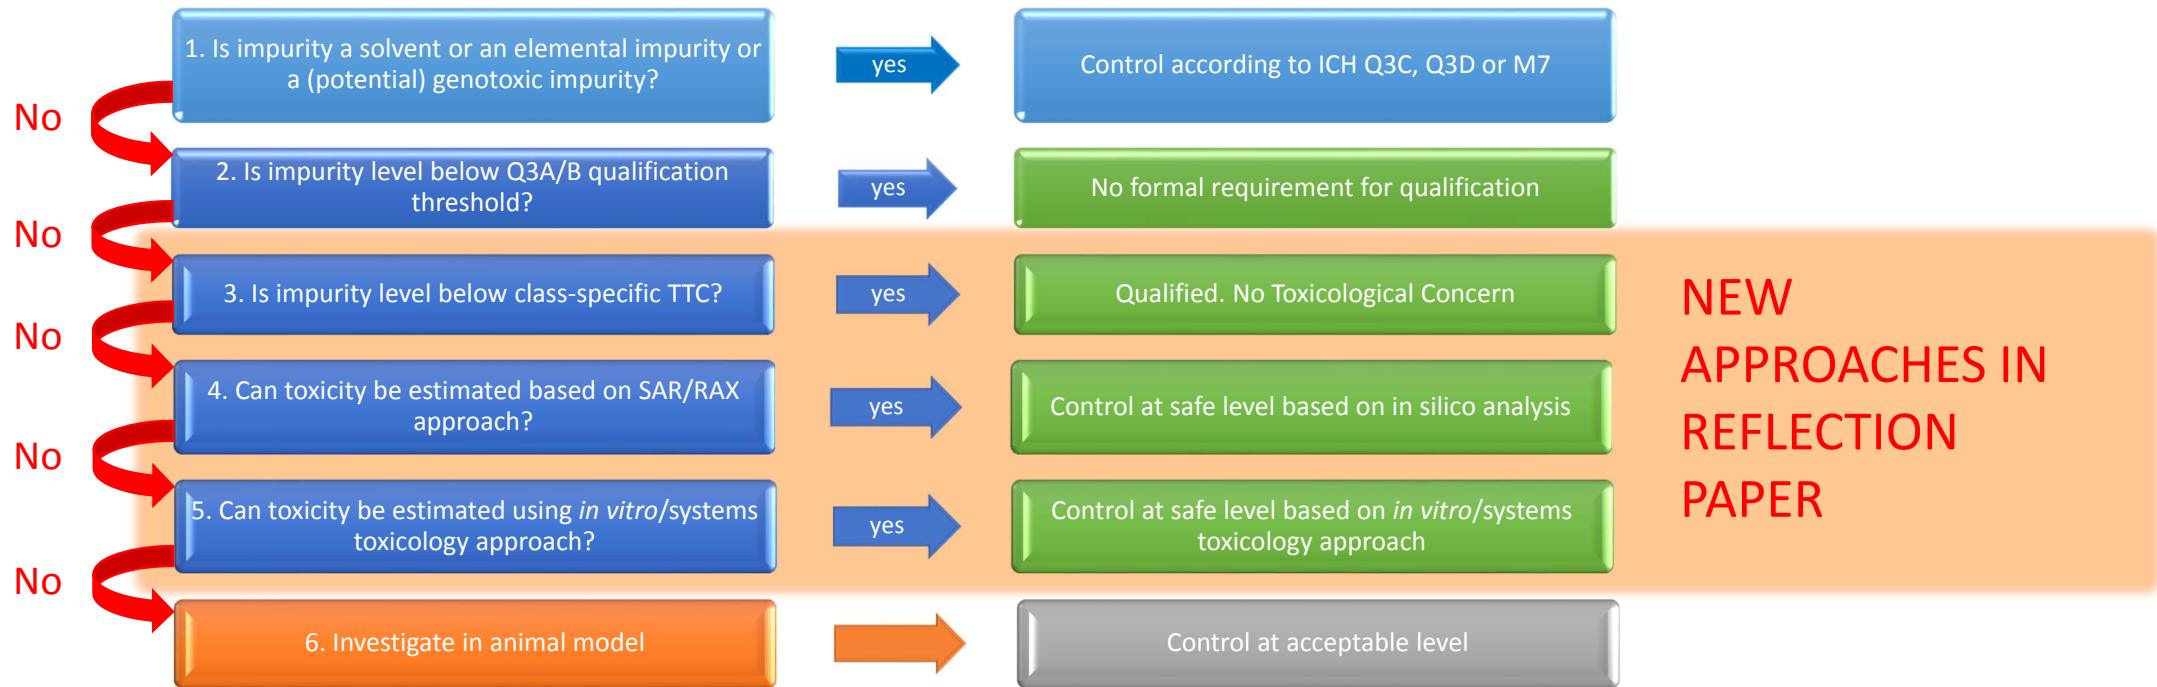 1. Is impurity a solvent or an elemental impurity or
a (potential) genotoxic impurity?
yes
Control according to ICH Q3C, Q3D or M7
No
2. Is impurity level below Q3A/B qualification
threshold?
yes
No formal requirement for qualification
No
3. Is impurity level below class-specific TTC?
yes
Qualified. No Toxicological Concern
No
4. Can toxicity be estimated based on SAR/RAX
approach?
yes
Control at safe level based on in silico analysis
No
5. Can toxicity be estimated using in vitro/systems
toxicology approach?
yes
Control at safe level based on in vitro/systems
toxicology approach
No
6. Investigate in animal model
Control at acceptable level
NEW
APPROACHES IN
REFLECTION
PAPER